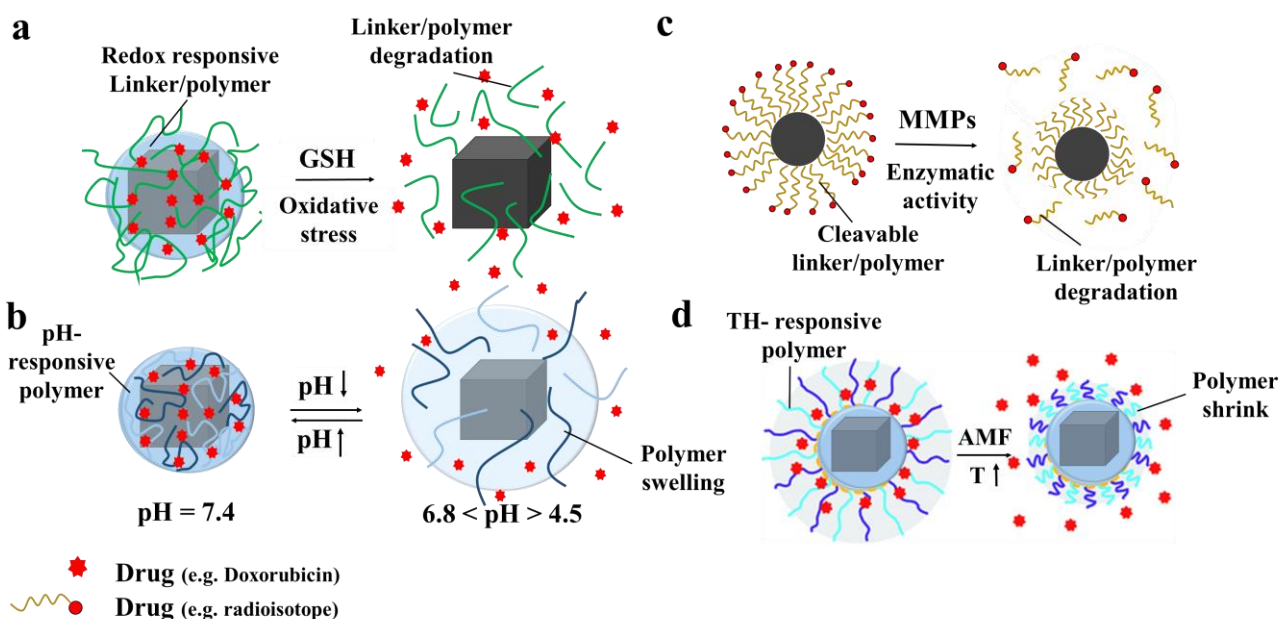 a
Redox responsive
Linker/polymer
GSH
Oxidative
stress
Linker/polymer
degradation
b
pH-
responsive
polymer
pH ↓
pH ↑
Polymer
swelling
pH = 7.4
6.8 < pH > 4.5
c
MMPs
Enzymatic
activity
Cleavable
linker/polymer
Linker/polymer
degradation
d
TH- responsive
polymer
AMF
T ↑
Polymer
shrink
Drug (e.g. Doxorubicin)
Drug (e.g. radioisotope)